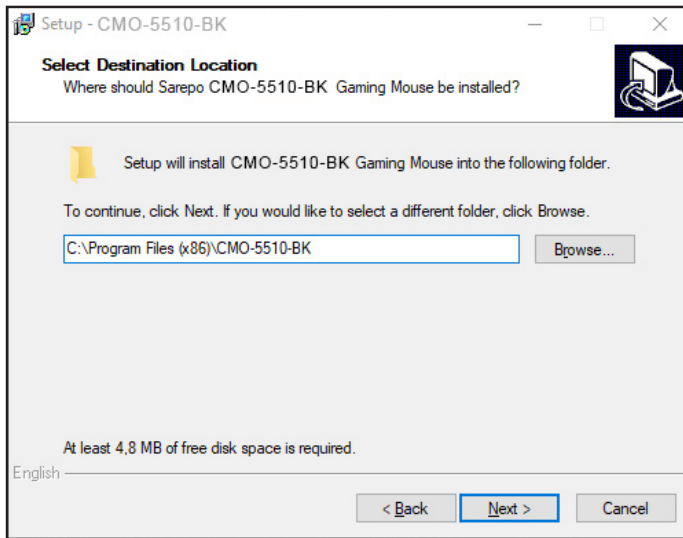 Setup - CMO-5510-BK
Select Destination Location
Where should Sarepo CMO-5510-BK Gaming Mouse be installed?
Setup will install CMO-5510-BK Gaming Mouse into the following folder.
To continue, click Next. If you would like to select a different folder, click Browse.
C:\Program Files (x86)\CMO-5510-BK
Browse...
At least 4,8 MB of free disk space is required.
English
< Back
Next >
Cancel